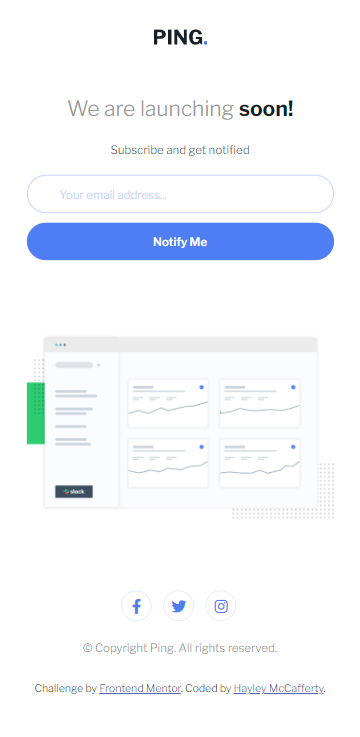 PING.
We are launching soon!
Subscribe and get notified
Your email address...
Notify Me
slack
© Copyright Ping. All rights reserved.
Challenge by Frontend Mentor. Coded by Hayley McCafferty.